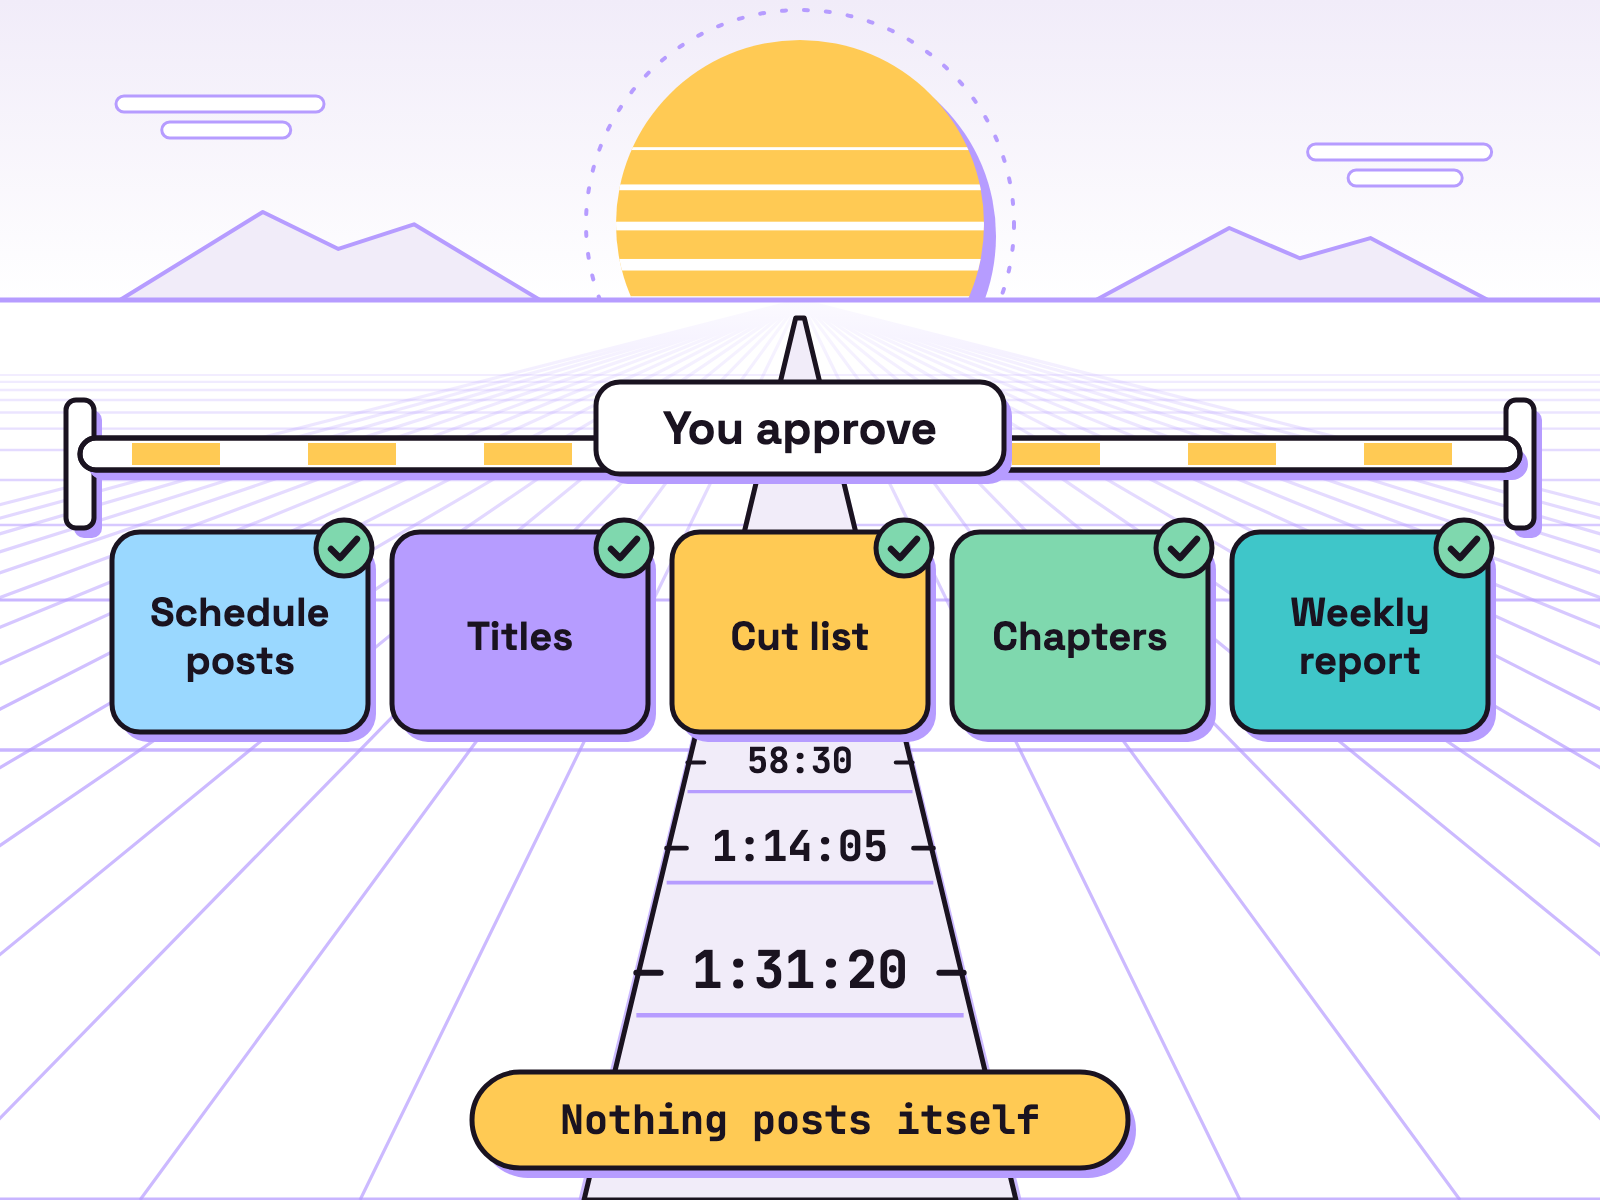 You approve
Schedule
posts
Titles
Cut list
Chapters
Weekly
report
58:30
1:14:05
1:31:20
Nothing posts itself